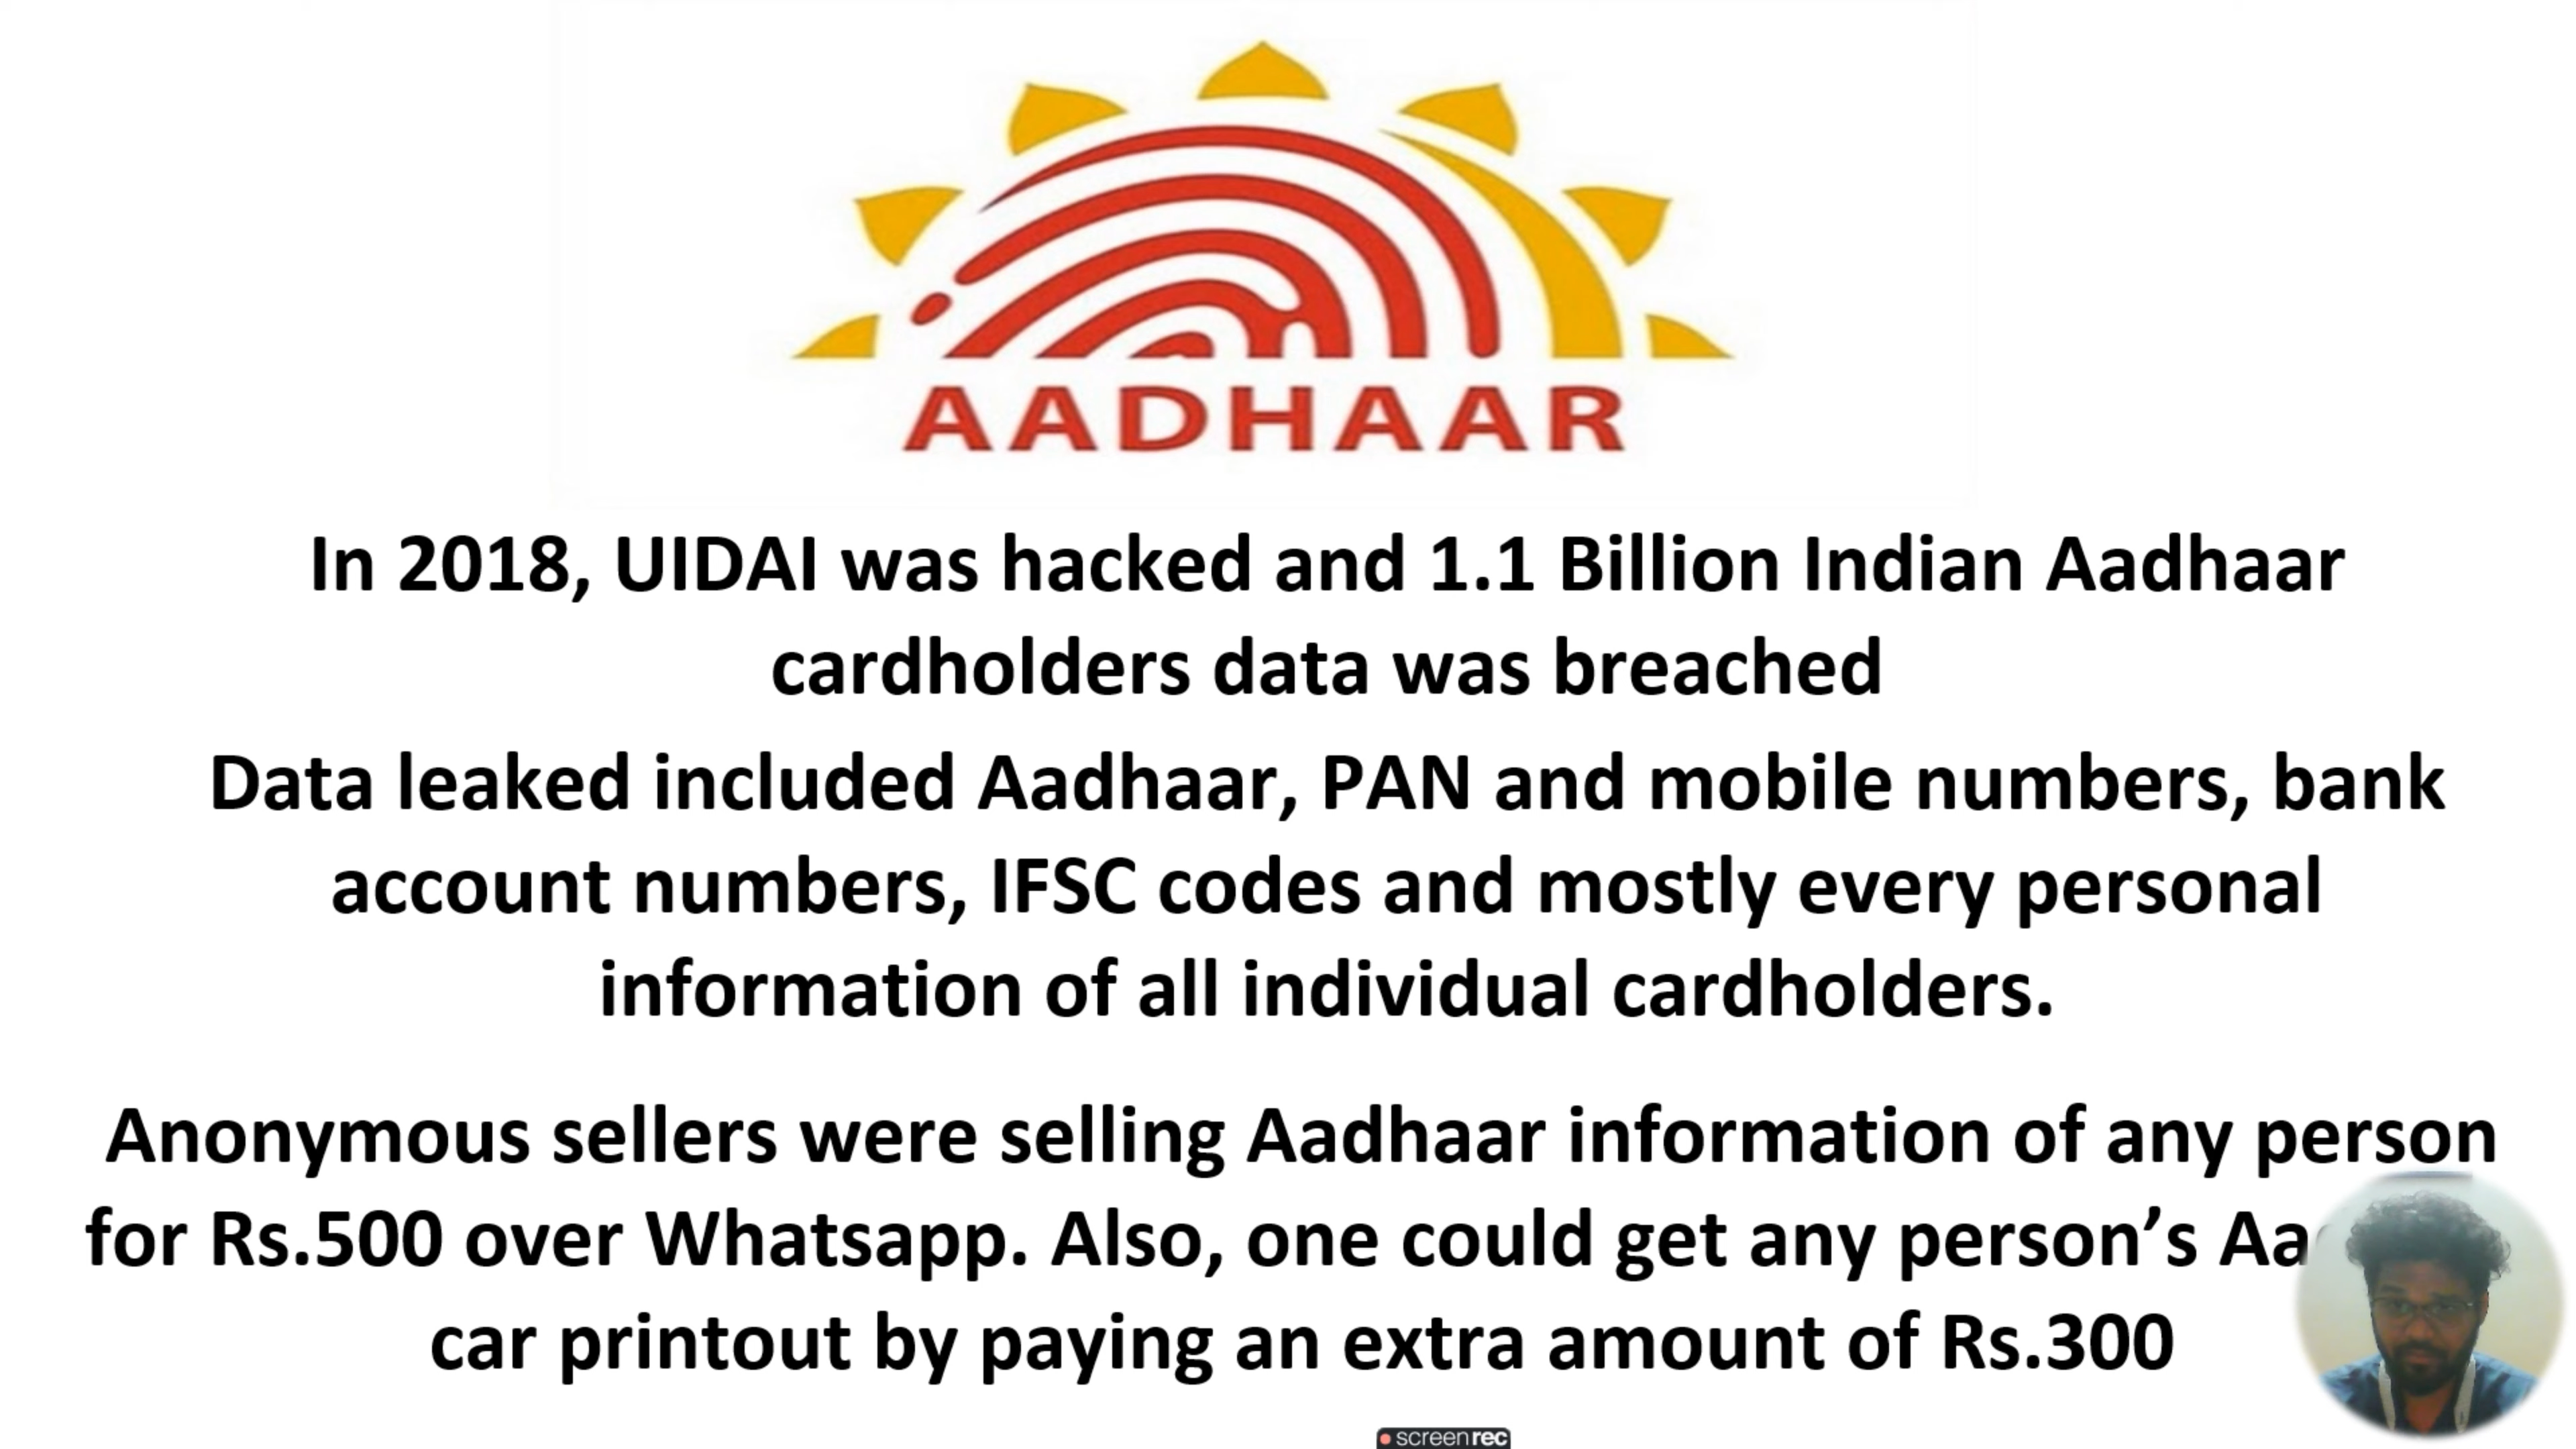 AADHAAR
In 2018, UIDAI was hacked and 1.1 Billion Indian Aadhaar
cardholders data was breached
Data leaked included Aadhaar, PAN and mobile numbers, bank
account numbers, IFSC codes and mostly every personal
information of all individual cardholders.
Anonymous sellers were selling Aadhaar information of any person
for Rs.500 over Whatsapp. Also, one could get any person’s
car printout by paying an extra amount of Rs.300
screenrec